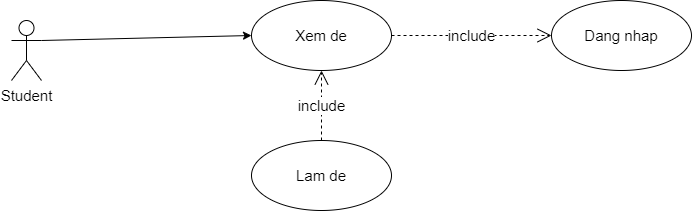 Xem de
include
Dang nhap
Student
include
Lam de